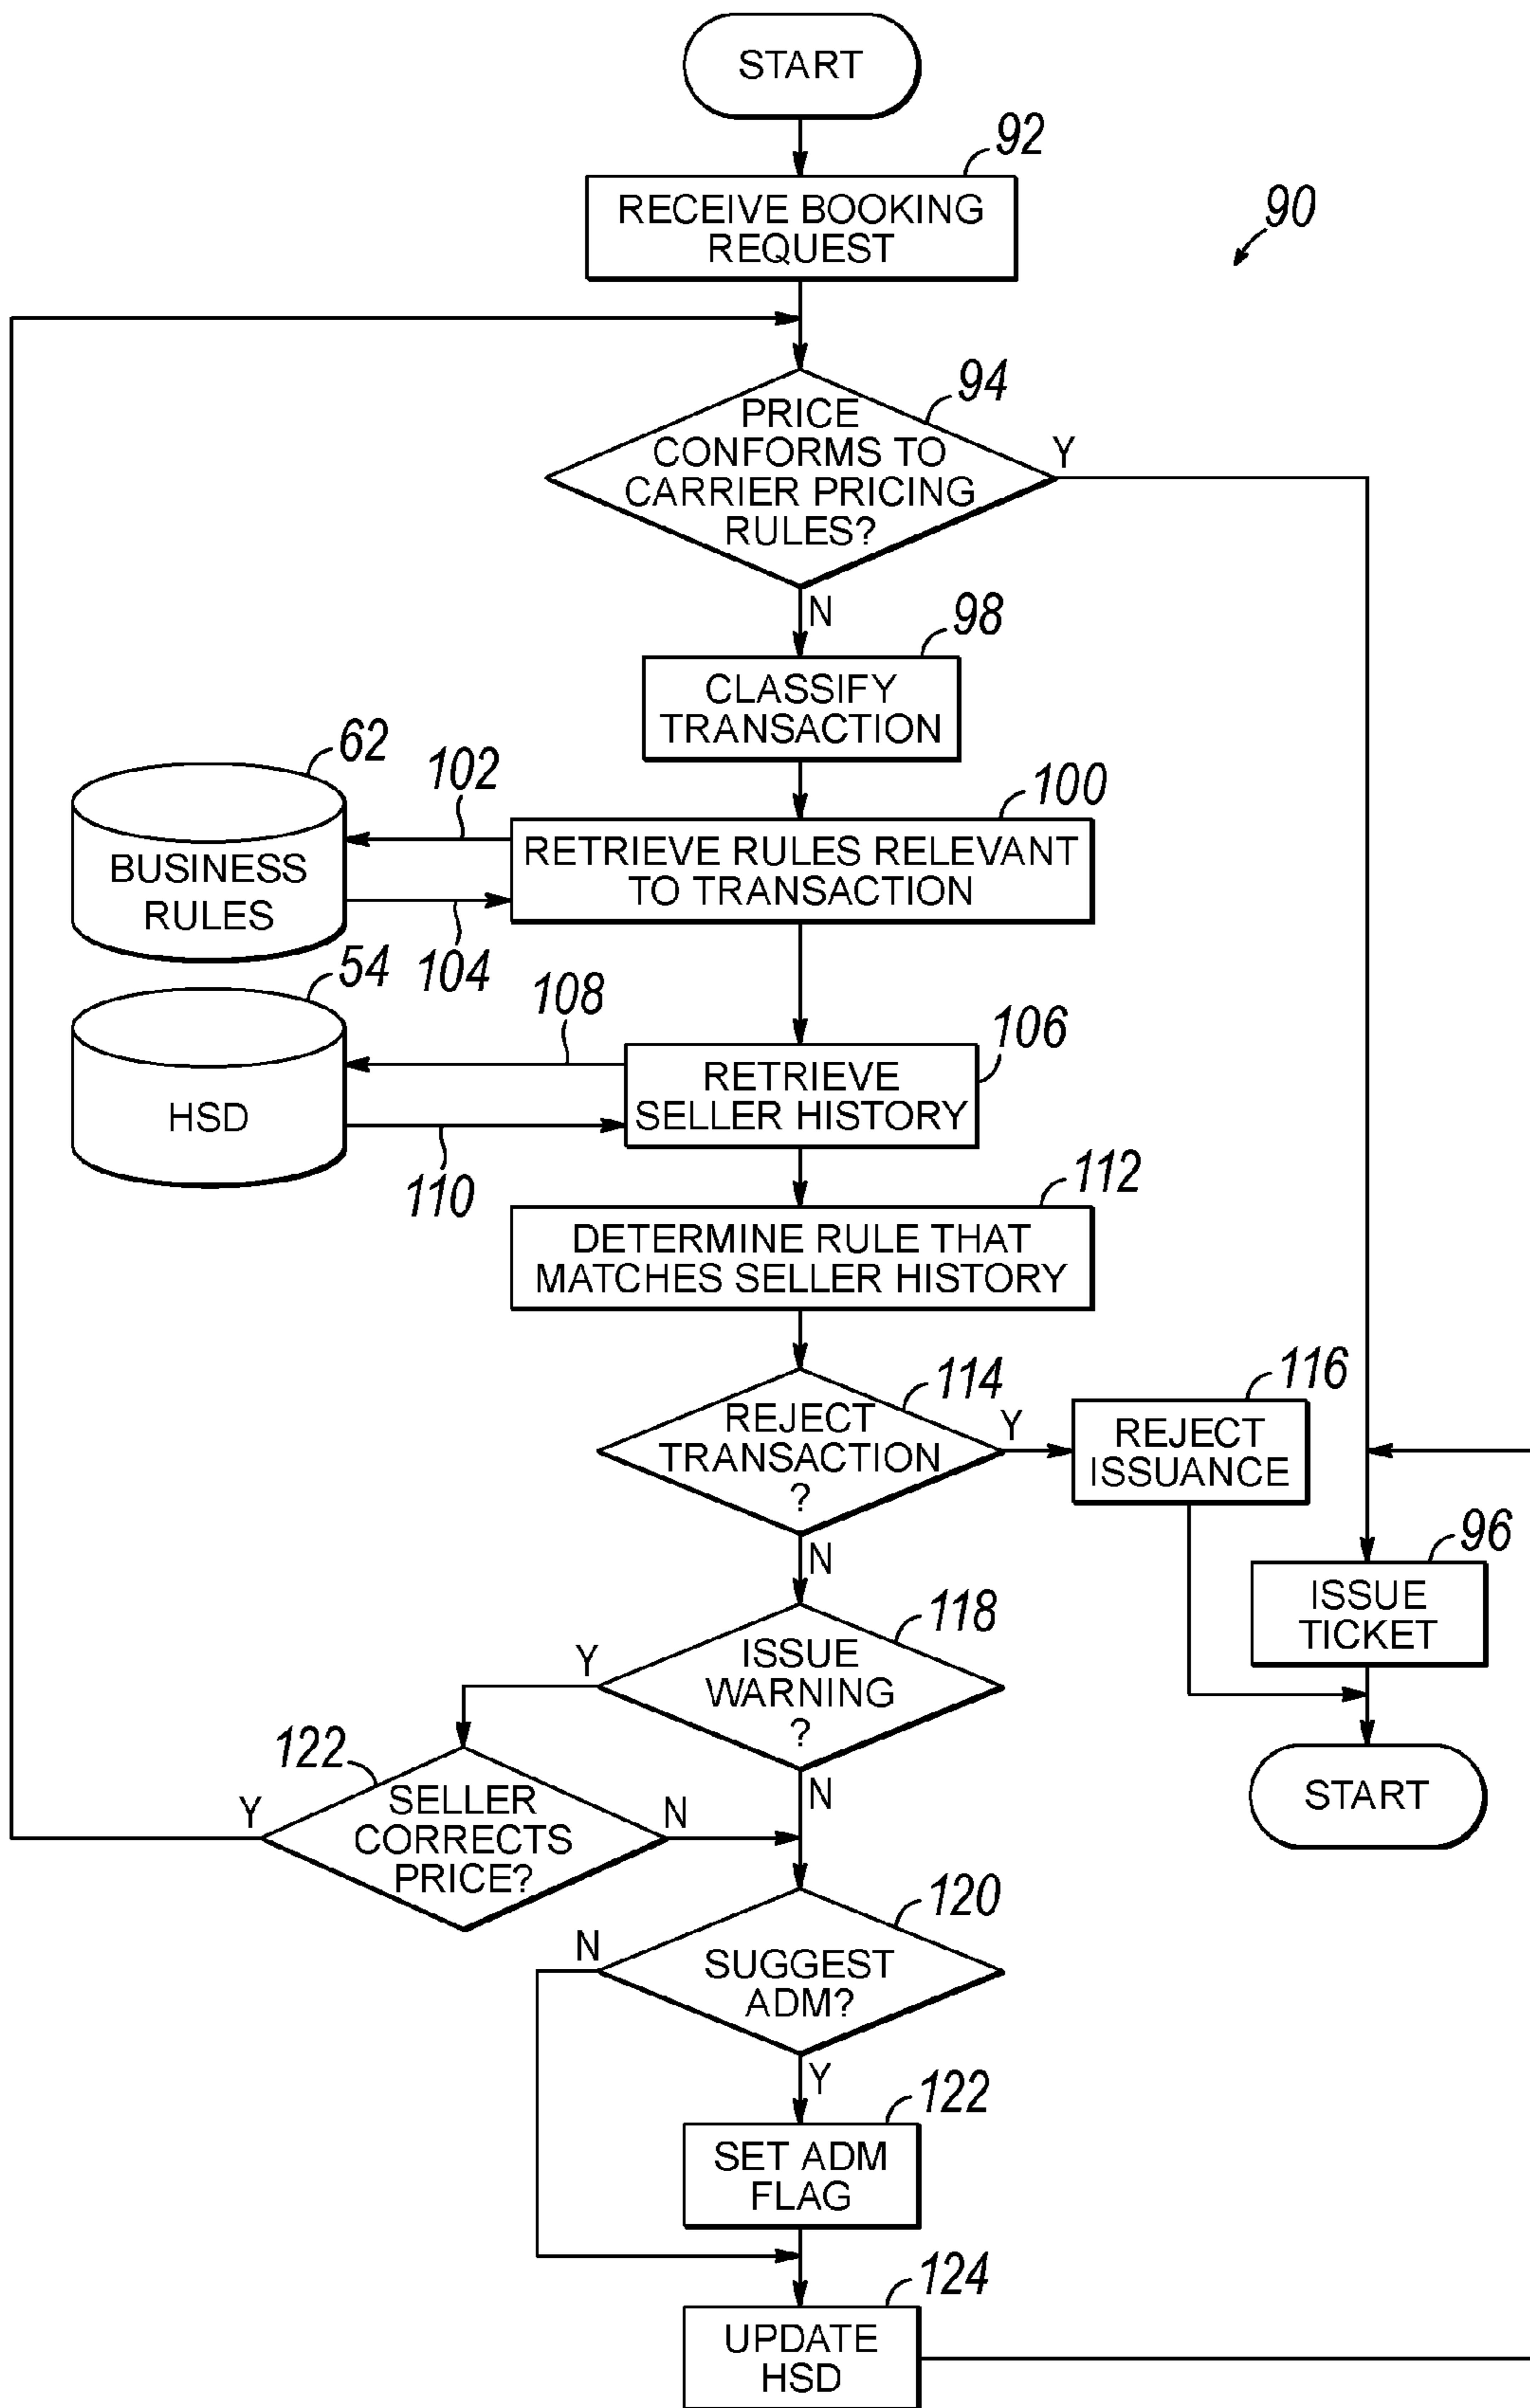 START
92
RECEIVE BOOKING
REQUEST
90
94
PRICE
CONFORMS TO
CARRIER PRICING
RULES?
Y
N
98
CLASSIFY
TRANSACTION
62
BUSINESS
RULES
102
104
100
RETRIEVE RULES RELEVANT
TO TRANSACTION
54
HSD
108
110
106
RETRIEVE
SELLER HISTORY
112
DETERMINE RULE THAT
MATCHES SELLER HISTORY
114
REJECT
TRANSACTION
?
Y
N
116
REJECT
ISSUANCE
96
ISSUE
TICKET
START
118
ISSUE
WARNING
?
Y
N
122
SELLER
CORRECTS
PRICE?
Y
N
120
SUGGEST
ADM?
N
Y
122
SET ADM
FLAG
124
UPDATE
HSD